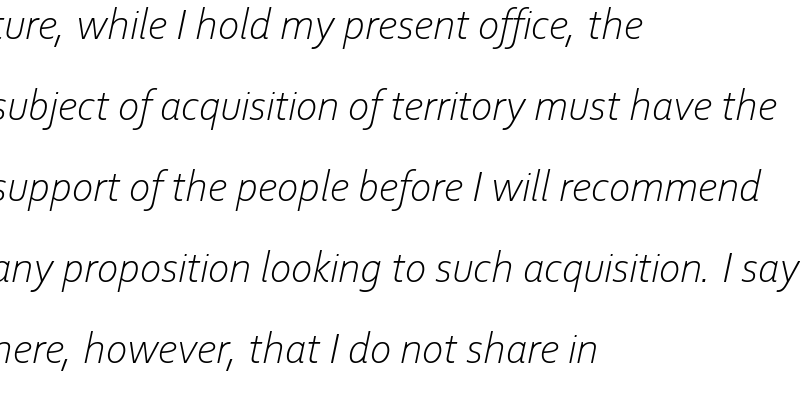 ture, while I hold my present office, the
subject of acquisition of territory must have the
support of the people before I will recommend
any proposition looking to such acquisition. I say
here, however, that I do not share in